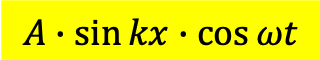 A · sin kx · cos ωt